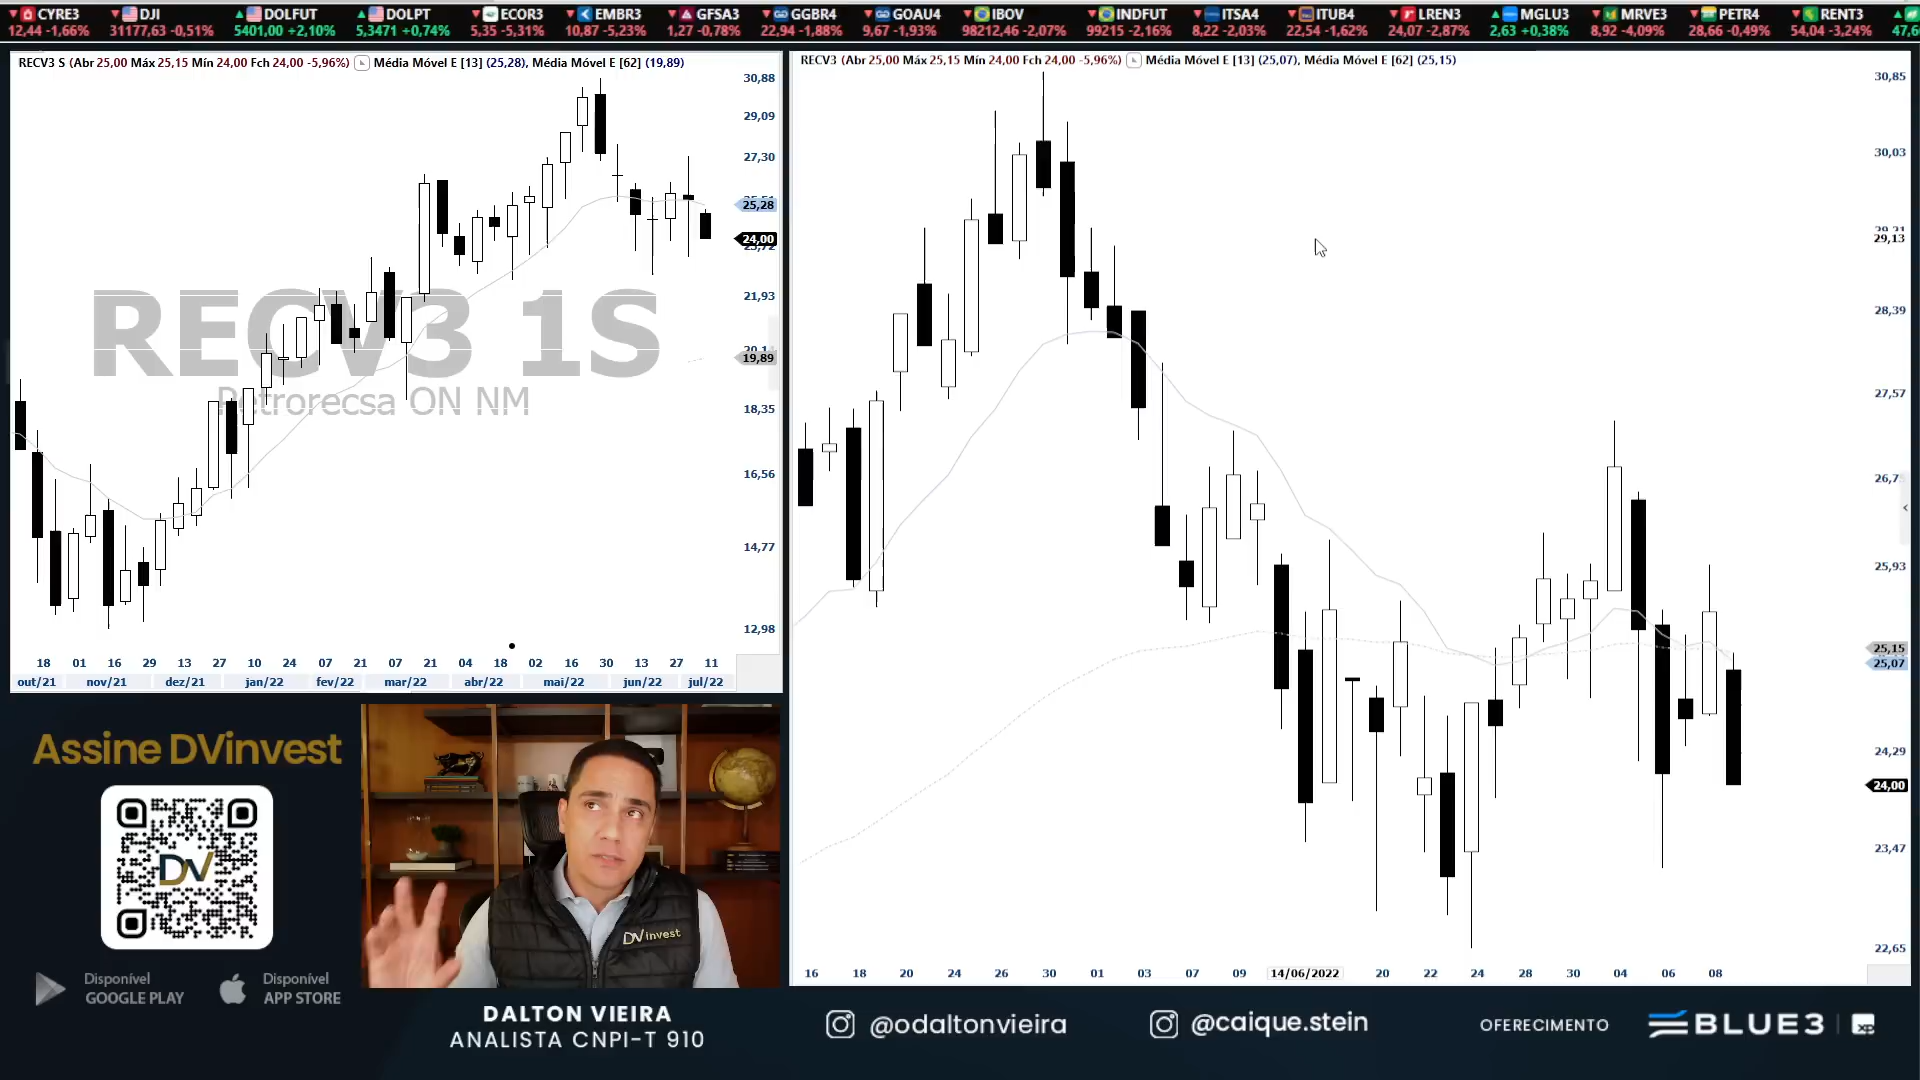 CYRE3 DJI DOLFUT DOLPT ECOR3 EMBR3 GFSA3 GGBR4 GOAU4 IBOV INDFUT ITSA4 ITUB4 LREN3 MGLU3 MRVE3 PETR4 RENT3
12,44 -1,66% 31177,63 -0,51% 5401,00 +2,10% 5,3471 +0,74% 5,35 -5,31% 10,87 -5,23% 1,27 -0,78% 22,94 -1,88% 9,67 -1,93% 98212,46 -2,07% 99215 -2,16% 8,22 -2,03% 22,54 -1,62% 24,07 -2,87% 2,63 +0,38% 8,92 -4,09% 28,66 -0,49% 54,04 -3,24%
RECV3 S (Abr 25,00 Máx 25,15 Mín 24,00 Fch 24,00 -5,96%) Média Móvel E [13] (25,28), Média Móvel E [62] (19,89)
30,88
29,09
27,30
25,28
24,00
21,93
19,89
18,35
16,56
14,77
12,98
RECV3 1S
Petrorecsa ON NM
18 01 16 29 13 27 10 24 07 21 07 21 04 18 02 16 30 13 27 11
out/21 nov/21 dez/21 jan/22 fev/22 mar/22 abr/22 mai/22 jun/22 jul/22
RECV3 (Abr 25,00 Máx 25,15 Mín 24,00 Fch 24,00 -5,96%) Média Móvel E [13] (25,07), Média Móvel E [62] (25,15)
30,85
30,03
29,13
28,39
27,57
25,93
25,15
25,07
24,29
24,00
23,47
22,65
16 18 20 24 26 30 01 03 07 09 14/06/2022 20 22 24 28 30 04 06 08
Assine DVinvest
DV
Disponível
GOOGLE PLAY
Disponível
APP STORE
DV invest
DALTON VIEIRA
ANALISTA CNPI-T 910
@odaltonvieira
@caique.stein
OFERECIMENTO
BLUE3
xp